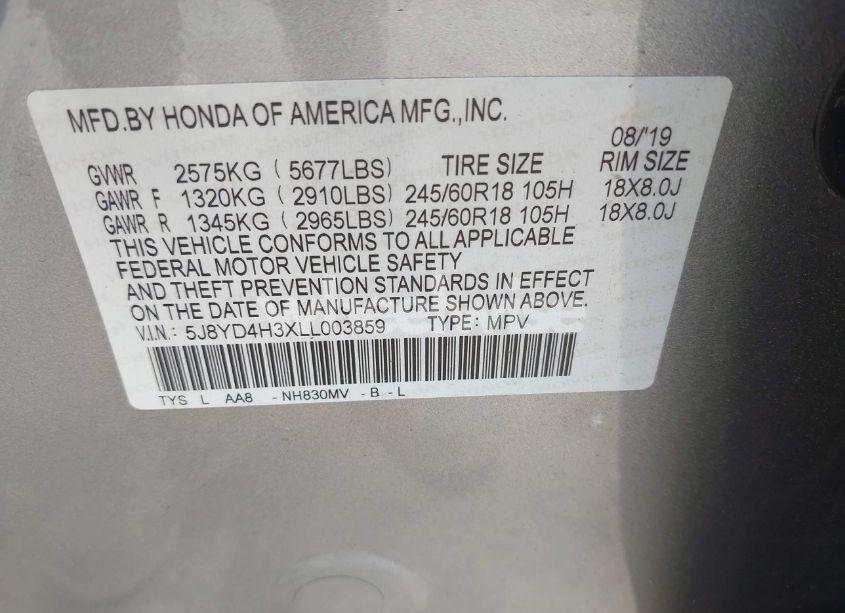 MFD.BY HONDA OF AMERICA MFG.,INC.
08/'19
GVWR 2575KG ( 5677LBS) TIRE SIZE RIM SIZE
GAWR F 1320KG ( 2910LBS) 245/60R18 105H 18X8.0J
GAWR R 1345KG ( 2965LBS) 245/60R18 105H 18X8.0J
THIS VEHICLE CONFORMS TO ALL APPLICABLE
FEDERAL MOTOR VEHICLE SAFETY
AND THEFT PREVENTION STANDARDS IN EFFECT
ON THE DATE OF MANUFACTURE SHOWN ABOVE.
V.I.N.: 5J8YD4H3XLL003859 TYPE: MPV
TYS L AA8 -NH830MV -B -L